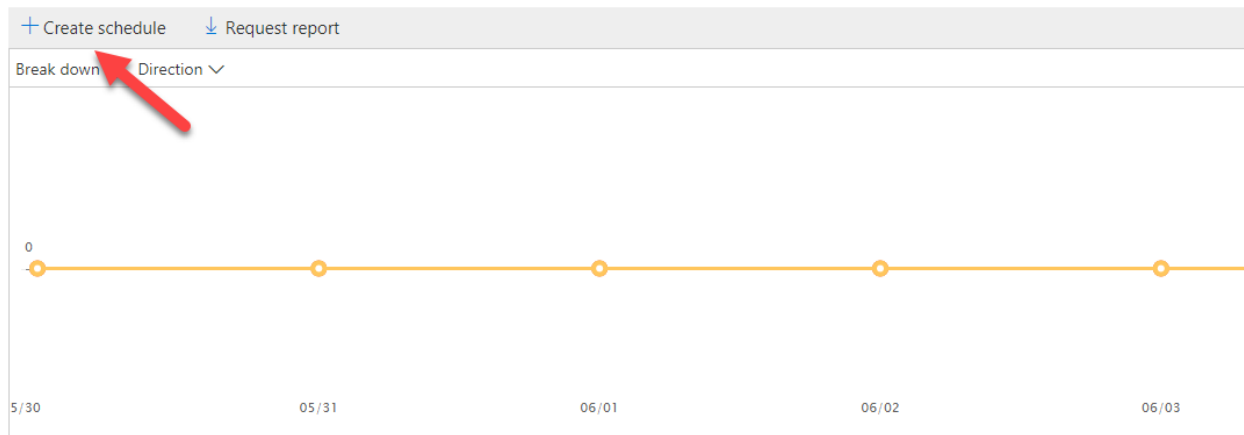 Create schedule Request report
Break down Direction
0
5/30 05/31 06/01 06/02 06/03